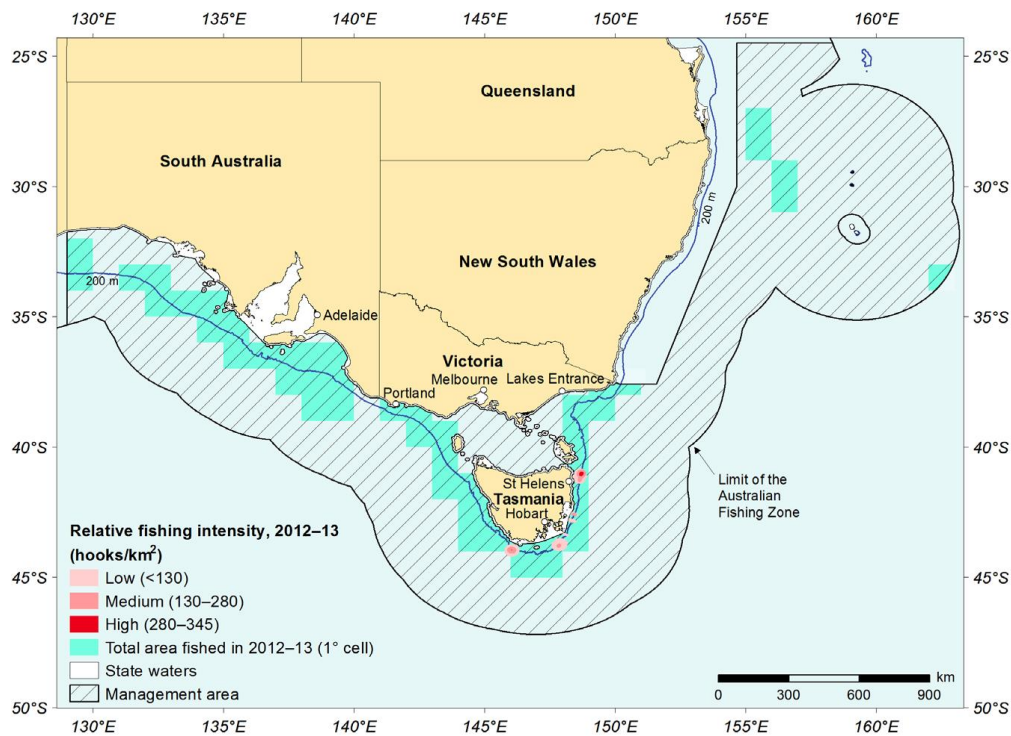 130°E 135°E 140°E 145°E 150°E 155°E 160°E
25°S 25°S
Queensland
South Australia
30°S 30°S
200 m
New South Wales
200 m
35°S Adelaide 35°S
Victoria
Melbourne Lakes Entrance
Portland
40°S 40°S
St Helens
Tasmania
Hobart
Limit of the
Australian
Fishing Zone
Relative fishing intensity, 2012–13
(hooks/km²)
Low (<130)
45°S 45°S
Medium (130–280)
High (280–345)
Total area fished in 2012–13 (1° cell)
State waters
Management area
km
0 300 600 900
50°S 50°S
130°E 135°E 140°E 145°E 150°E 155°E 160°E